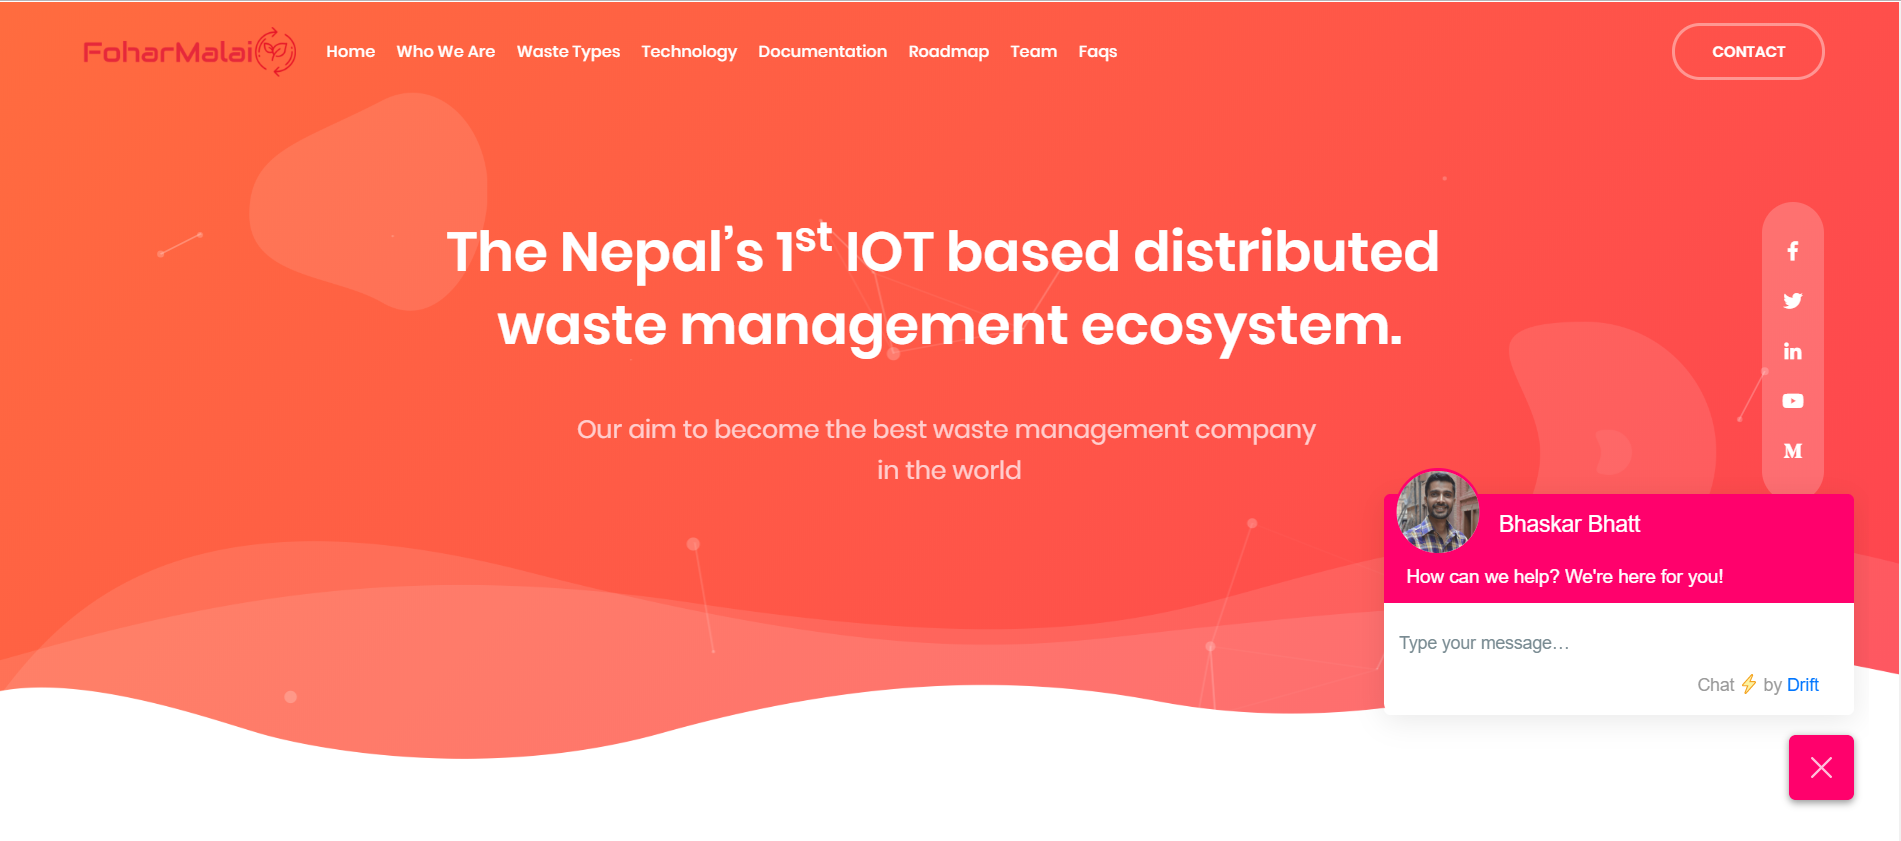 FoharMalai
Home Who We Are Waste Types Technology Documentation Roadmap Team Faqs
CONTACT
The Nepal’s 1st IOT based distributed
waste management ecosystem.
Our aim to become the best waste management company
in the world
Bhaskar Bhatt
How can we help? We're here for you!
Type your message…
Chat ⚡ by Drift